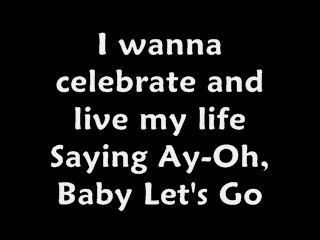 I wanna
celebrate and
live my life
Saying Ay-Oh,
Baby Let's Go